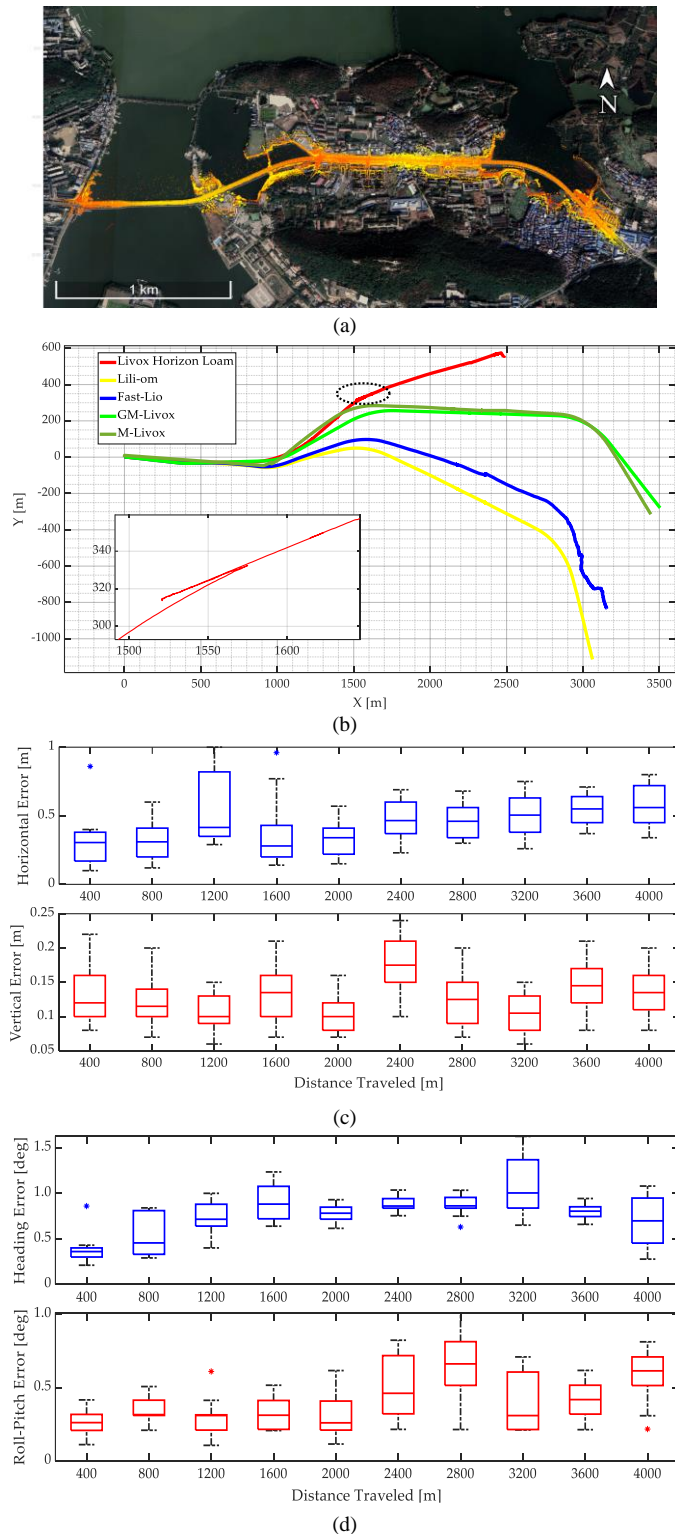 N
1 km
(a)
600
400
200
0
-200
-400
-600
-800
-1000
Y [m]
Livox Horizon Loam
Lili-om
Fast-Lio
GM-Livox
M-Livox
340
320
300
1500 1550 1600
0 500 1000 1500 2000 2500 3000 3500
X [m]
(b)
Horizontal Error [m]
1
0.5
0
400 800 1200 1600 2000 2400 2800 3200 3600 4000
Vertical Error [m]
0.25
0.2
0.15
0.1
0.05
400 800 1200 1600 2000 2400 2800 3200 3600 4000
Distance Traveled [m]
(c)
Heading Error [deg]
1.5
1.0
0.5
0
400 800 1200 1600 2000 2400 2800 3200 3600 4000
Roll-Pitch Error [deg]
1.0
0.5
0
400 800 1200 1600 2000 2400 2800 3200 3600 4000
Distance Traveled [m]
(d)